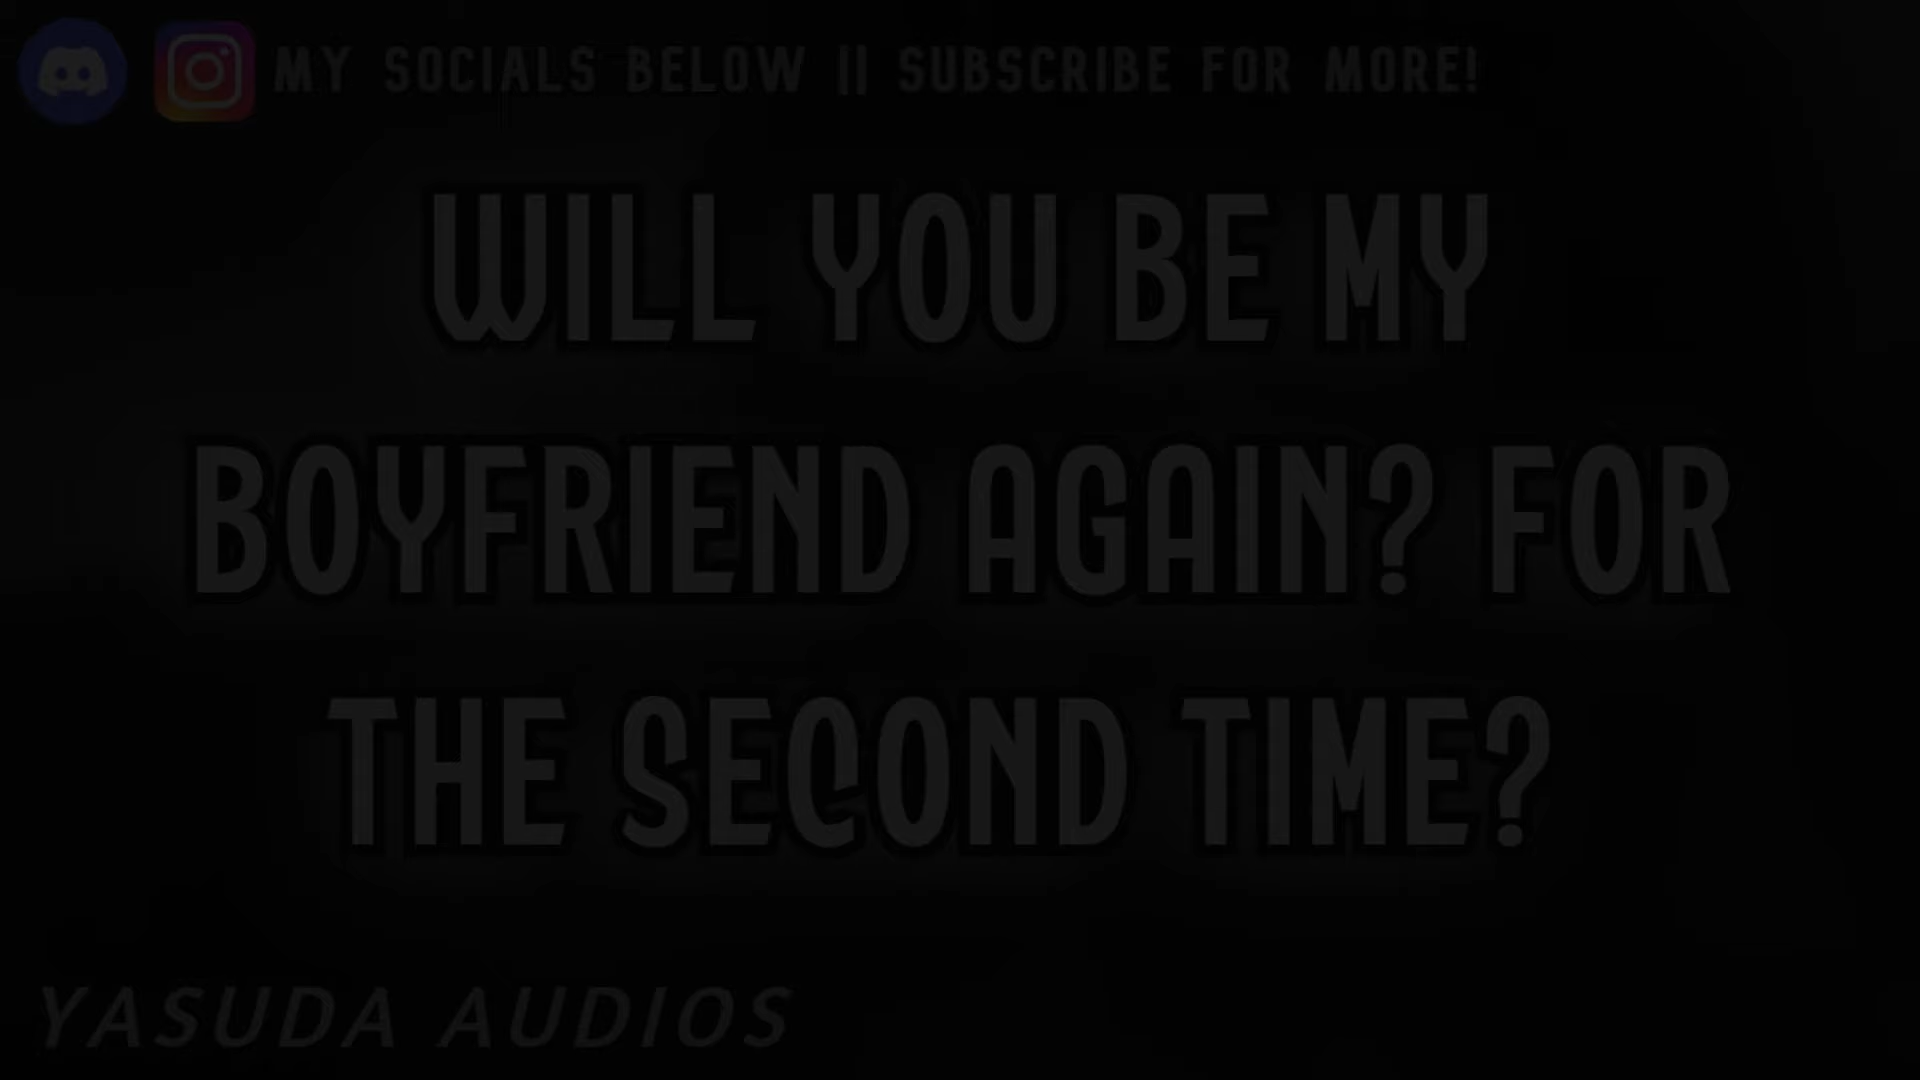 MY SOCIALS BELOW || SUBSCRIBE FOR MORE!
WILL YOU BE MY
BOYFRIEND AGAIN? FOR
THE SECOND TIME?
YASUDA AUDIOS